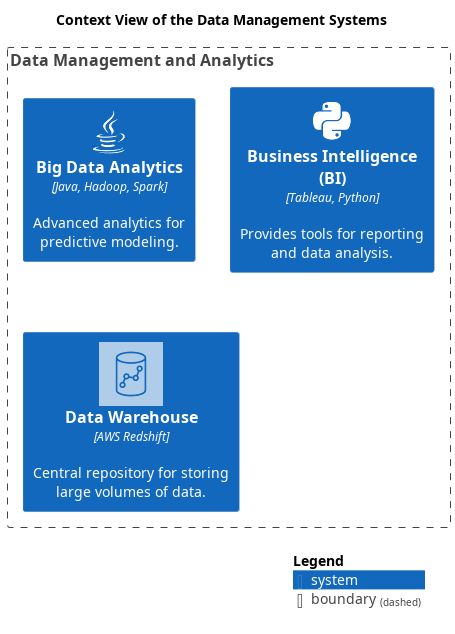 Context View of the Data Management Systems
Data Management and Analytics
Big Data Analytics
[Java, Hadoop, Spark]
Advanced analytics for
predictive modeling.
Business Intelligence
(BI)
[Tableau, Python]
Provides tools for reporting
and data analysis.
Data Warehouse
[AWS Redshift]
Central repository for storing
large volumes of data.
Legend
system
boundary (dashed)